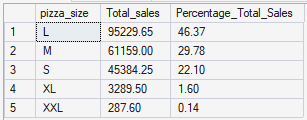 pizza_size Total_sales Percentage_Total_Sales
1 L 95229.65 46.37
2 M 61159.00 29.78
3 S 45384.25 22.10
4 XL 3289.50 1.60
5 XXL 287.60 0.14